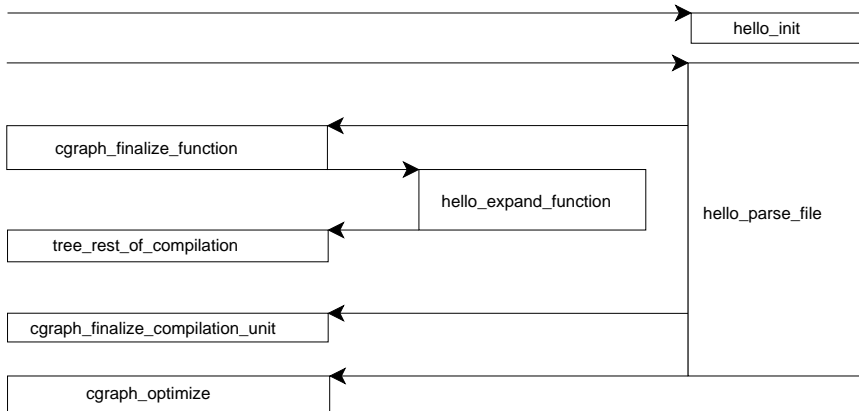 hello_init
cgraph_finalize_function
hello_expand_function
hello_parse_file
tree_rest_of_compilation
cgraph_finalize_compilation_unit
cgraph_optimize